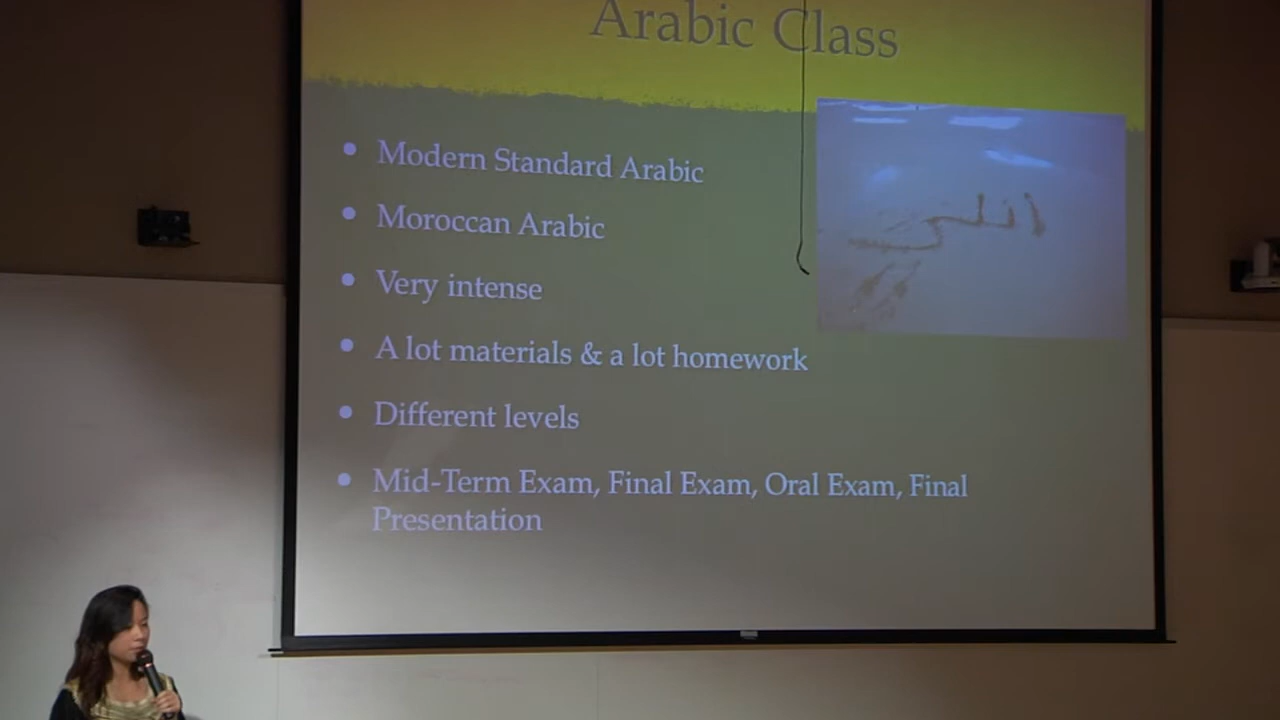 Arabic Class
Modern Standard Arabic
Moroccan Arabic
Very intense
A lot materials & a lot homework
Different levels
Mid-Term Exam, Final Exam, Oral Exam, Final
Presentation